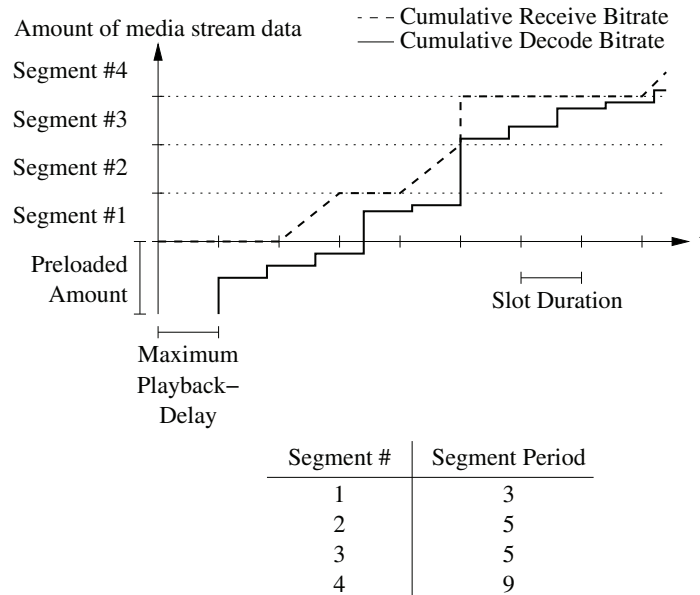 Amount of media stream data
Cumulative Receive Bitrate
Cumulative Decode Bitrate
Segment #4
Segment #3
Segment #2
Segment #1
Preloaded
Amount
Slot Duration
Maximum
Playback–
Delay
Segment # Segment Period
1 3
2 5
3 5
4 9